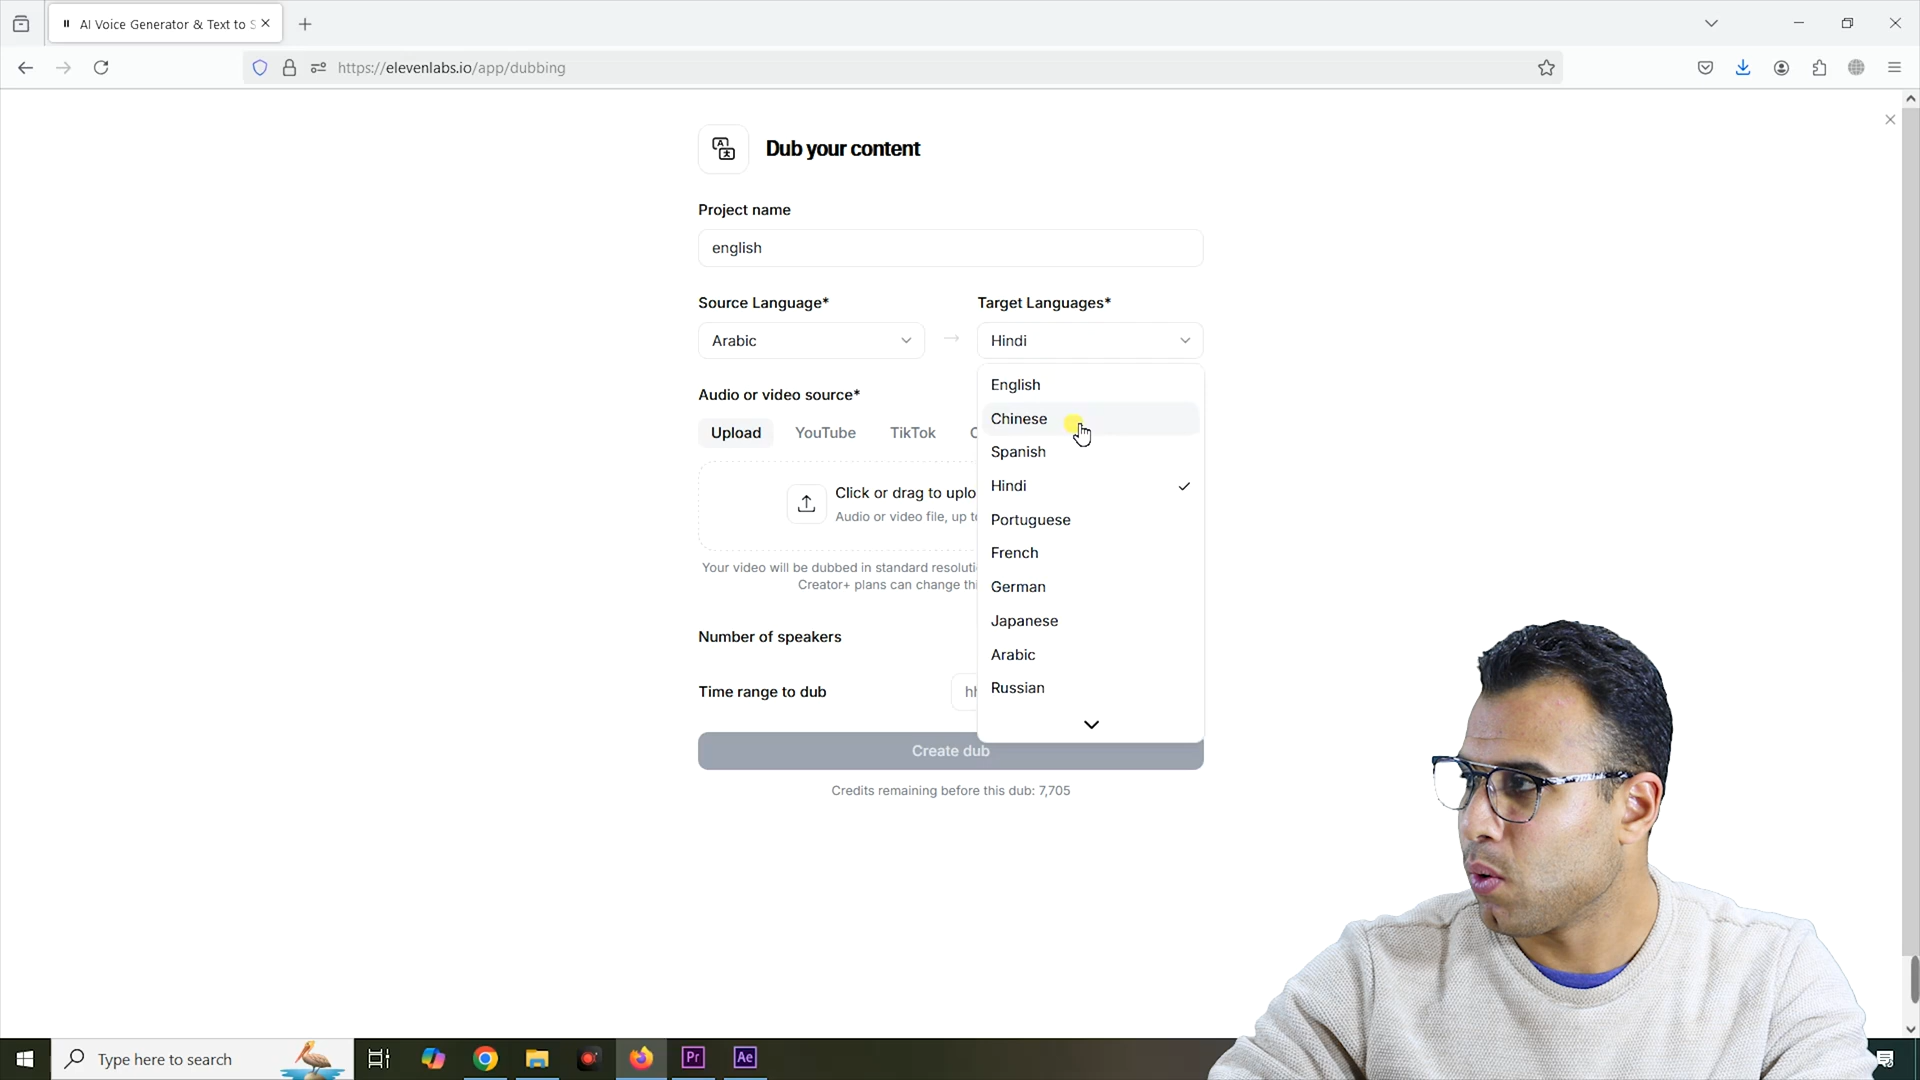 AI Voice Generator & Text to S
https://elevenlabs.io/app/dubbing
Dub your content
Project name
english
Source Language*
Target Languages*
Arabic
Hindi
English
Chinese
Spanish
Hindi
Portuguese
French
German
Japanese
Arabic
Russian
Audio or video source*
Upload
YouTube
TikTok
Click or drag to uplo
Audio or video file, up t
Your video will be dubbed in standard resoluti
Creator+ plans can change thi
Number of speakers
Time range to dub
hh
Create dub
Credits remaining before this dub: 7,705
Type here to search
Pr
Ae